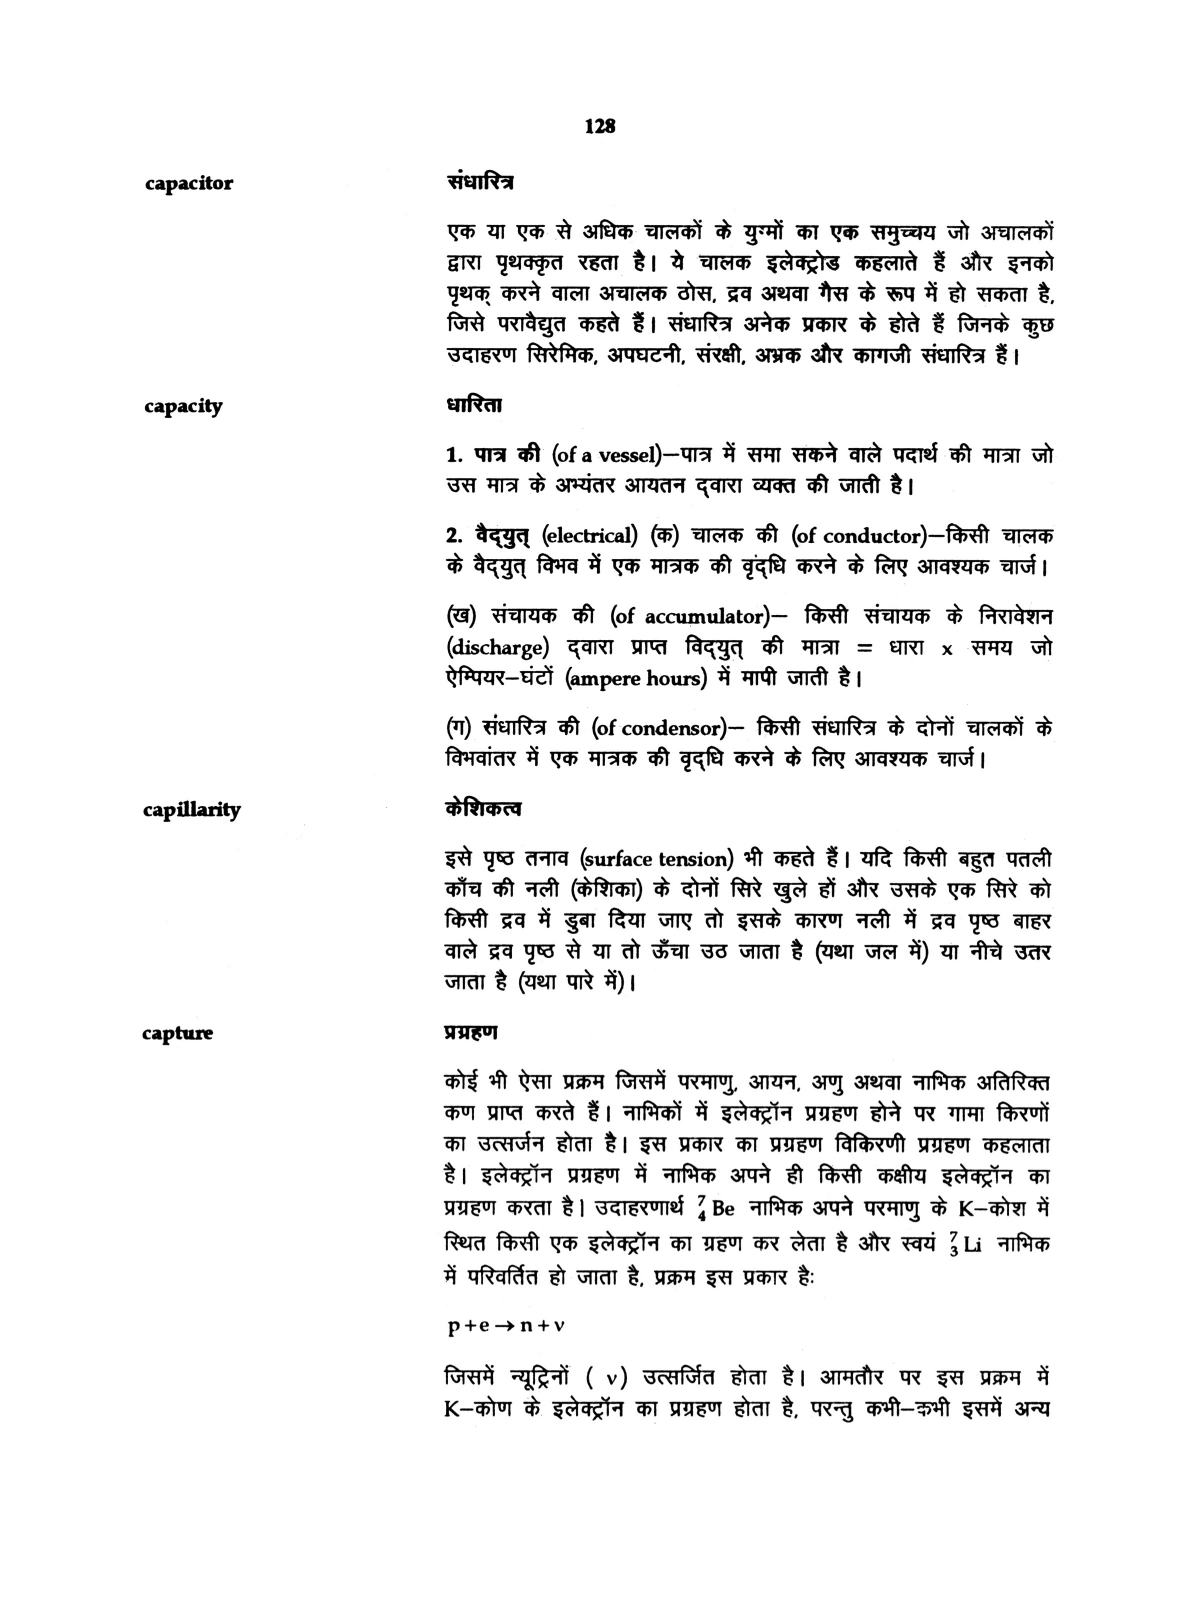 128
capacitor संधारित्र
एक या एक से अधिक चालकों के युग्मों का एक समुच्चय जो अचालकों
द्वारा पृथक्कृत रहता है। ये चालक इलेक्ट्रोड कहलाते हैं और इनको
पृथक् करने वाला अचालक ठोस, द्रव अथवा गैस के रूप में हो सकता है,
जिसे परावैद्युत कहते हैं। संधारित्र अनेक प्रकार के होते हैं जिनके कुछ
उदाहरण सिरेमिक, अपघटनी, संरक्षी, अभ्रक और कागजी संधारित्र हैं।
capacity धारिता
1. पात्र की (of a vessel)–पात्र में समा सकने वाले पदार्थ की मात्रा जो
उस मात्र के अभ्यंतर आयतन द्‌वारा व्यक्त की जाती है।
2. वैद्‌युत् (electrical) (क) चालक की (of conductor)–किसी चालक
के वैद्‌युत् विभव में एक मात्रक की वृद्‌धि करने के लिए आवश्यक चार्ज।
(ख) संचायक की (of accumulator)– किसी संचायक के निरावेशन
(discharge) द्‌वारा प्राप्त विद्‌युत् की मात्रा = धारा x समय जो
ऐम्पियर–घंटों (ampere hours) में मापी जाती है।
(ग) संधारित्र की (of condensor)– किसी संधारित्र के दोनों चालकों के
विभवांतर में एक मात्रक की वृद्‌धि करने के लिए आवश्यक चार्ज।
capillarity केशिकत्व
इसे पृष्ठ तनाव (surface tension) भी कहते हैं। यदि किसी बहुत पतली
काँच की नली (केशिका) के दोनों सिरे खुले हों और उसके एक सिरे को
किसी द्रव में डुबा दिया जाए तो इसके कारण नली में द्रव पृष्ठ बाहर
वाले द्रव पृष्ठ से या तो ऊँचा उठ जाता है (यथा जल में) या नीचे उतर
जाता है (यथा पारे में)।
capture प्रग्रहण
कोई भी ऐसा प्रक्रम जिसमें परमाणु, आयन, अणु अथवा नाभिक अतिरिक्त
कण प्राप्त करते हैं। नाभिकों में इलेक्ट्रॉन प्रग्रहण होने पर गामा किरणों
का उत्सर्जन होता है। इस प्रकार का प्रग्रहण विकिरणी प्रग्रहण कहलाता
है। इलेक्ट्रॉन प्रग्रहण में नाभिक अपने ही किसी कक्षीय इलेक्ट्रॉन का
प्रग्रहण करता है। उदाहरणार्थ ⁷₄Be नाभिक अपने परमाणु के K–कोश में
स्थित किसी एक इलेक्ट्रॉन का ग्रहण कर लेता है और स्वयं ⁷₃Li नाभिक
में परिवर्तित हो जाता है, प्रक्रम इस प्रकार है:
p+e→n+ν
जिसमें न्यूट्रिनों ( ν) उत्सर्जित होता है। आमतौर पर इस प्रक्रम में
K–कोण के इलेक्ट्रॉन का प्रग्रहण होता है, परन्तु कभी–कभी इसमें अन्य